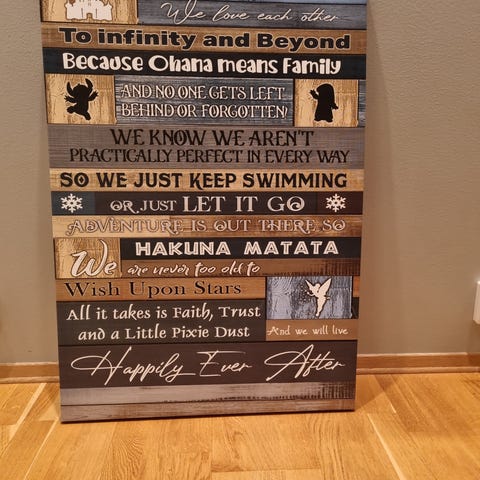 We love each other
To infinity and Beyond
Because Ohana means Family
AND NO ONE GETS LEFT
BEHIND OR FORGOTTEN!
WE KNOW WE AREN'T
PRACTICALLY PERFECT IN EVERY WAY
SO WE JUST KEEP SWIMMING
OR JUST LET IT GO
ADVENTURE IS OUT THERE SO
HAKUNA MATATA
We are never too old to
Wish Upon Stars
All it takes is Faith, Trust
and a Little Pixie Dust
And we will live
Happily Ever After